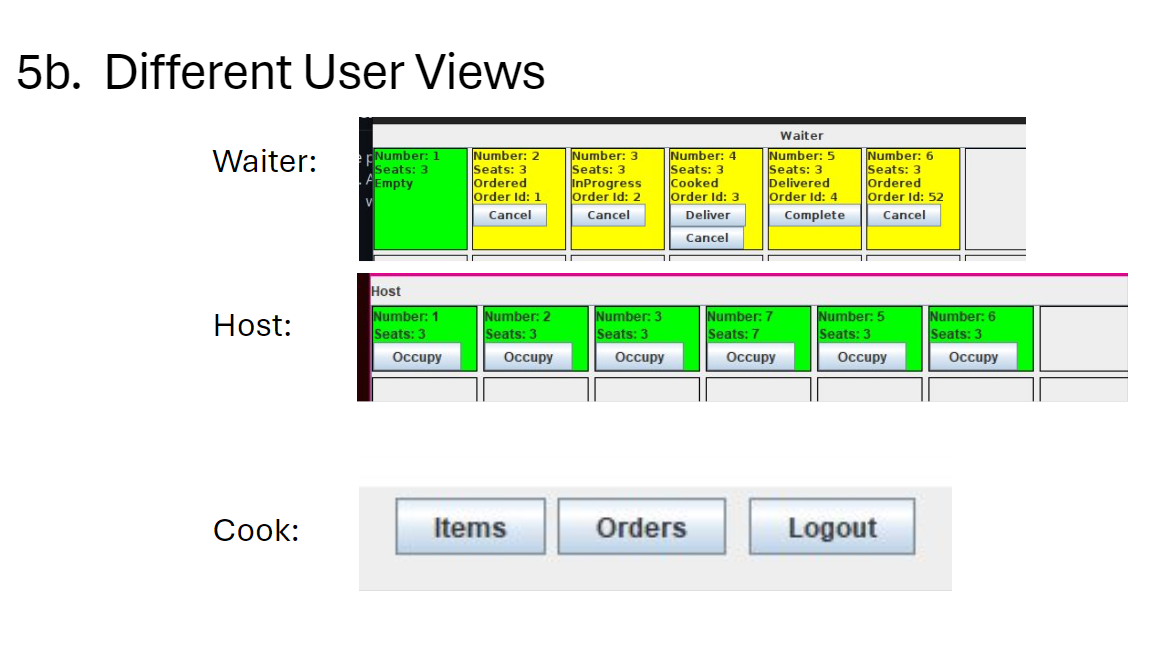 5b. Different User Views
Waiter:
Waiter
Number: 1
Seats: 3
Empty
Number: 2
Seats: 3
Ordered
Order Id: 1
Cancel
Number: 3
Seats: 3
InProgress
Order Id: 2
Cancel
Number: 4
Seats: 3
Cooked
Order Id: 3
Deliver
Cancel
Number: 5
Seats: 3
Delivered
Order Id: 4
Complete
Number: 6
Seats: 3
Ordered
Order Id: 52
Cancel
Host:
Host
Number: 1
Seats: 3
Occupy
Number: 2
Seats: 3
Occupy
Number: 3
Seats: 3
Occupy
Number: 7
Seats: 7
Occupy
Number: 5
Seats: 3
Occupy
Number: 6
Seats: 3
Occupy
Cook:
Items
Orders
Logout